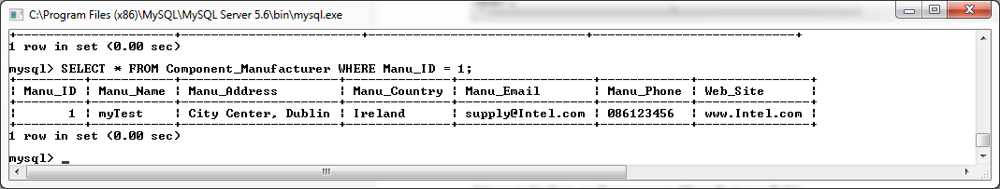 C:\Program Files (x86)\MySQL\MySQL Server 5.6\bin\mysql.exe
1 row in set (0.00 sec)
mysql> SELECT * FROM Component_Manufacturer WHERE Manu_ID = 1;
| Manu_ID | Manu_Name | Manu_Address | Manu_Country | Manu_Email | Manu_Phone | Web_Site |
| 1 | myTest | City Center, Dublin | Ireland | supply@Intel.com | 086123456 | www.Intel.com |
1 row in set (0.00 sec)
mysql> _